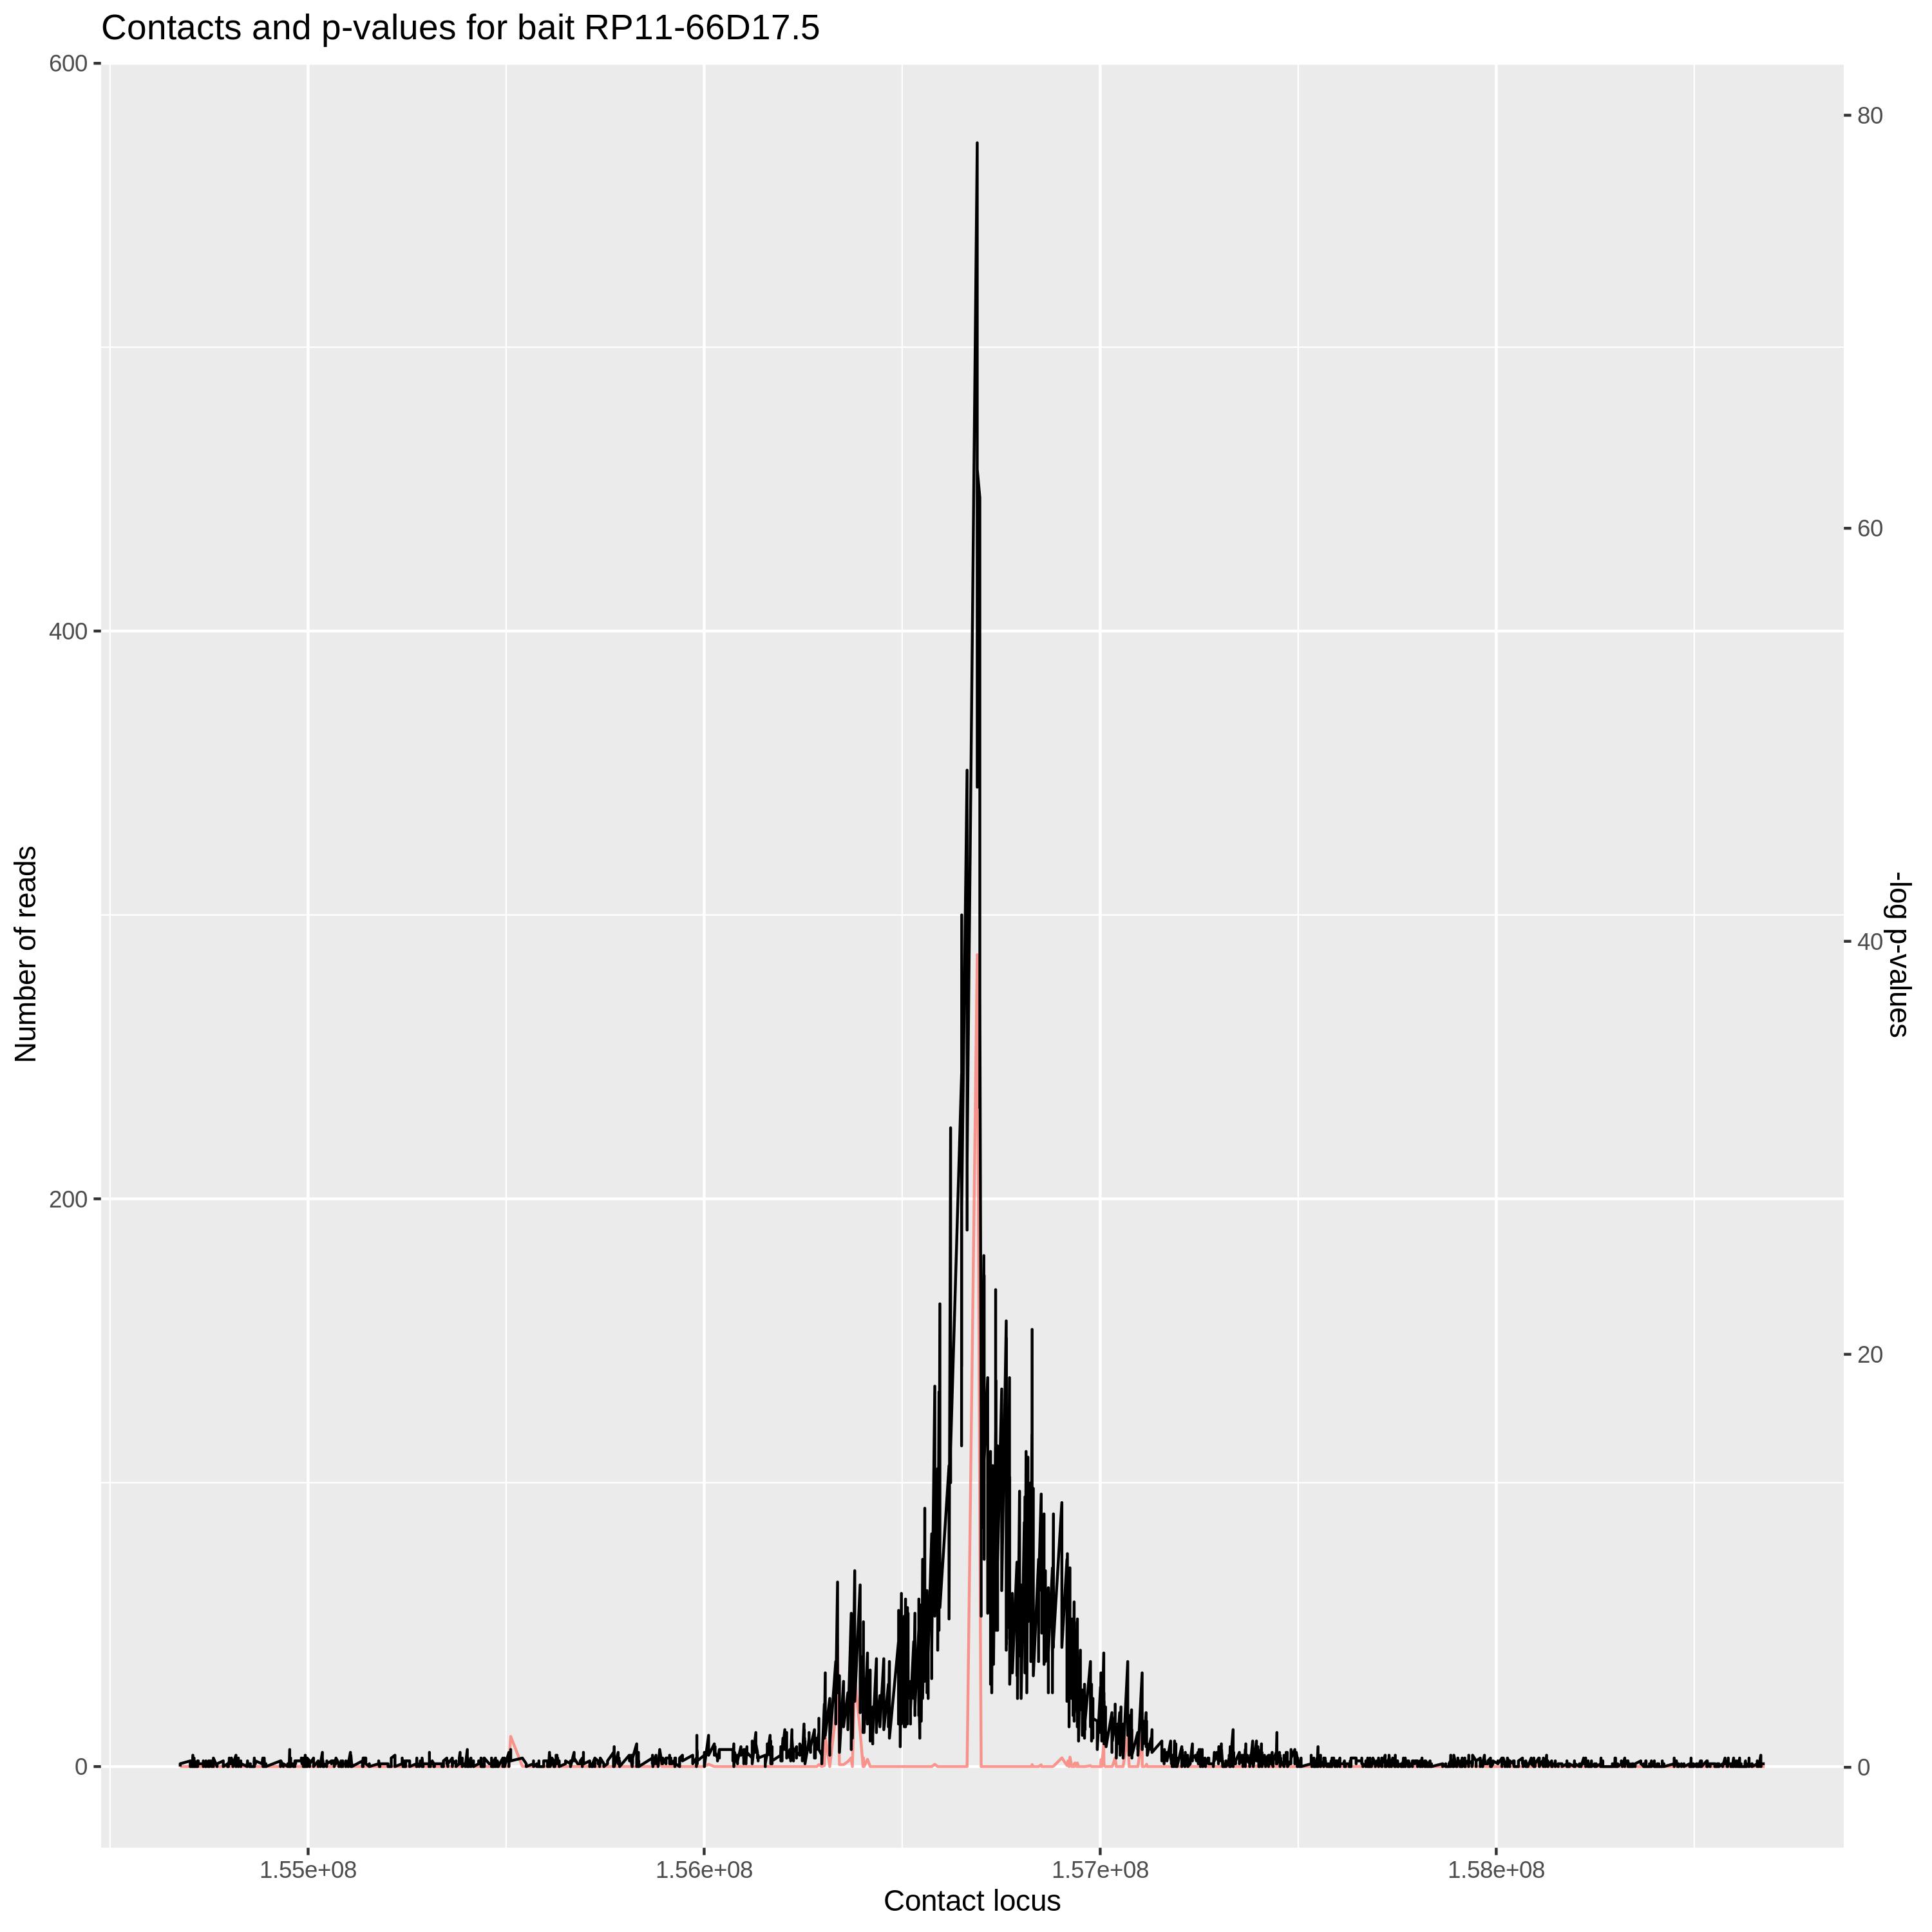 Contacts and p-values for bait RP11-66D17.5
600
400
200
0
80
60
40
20
0
Number of reads
-log p-values
1.55e+08
1.56e+08
1.57e+08
1.58e+08
Contact locus